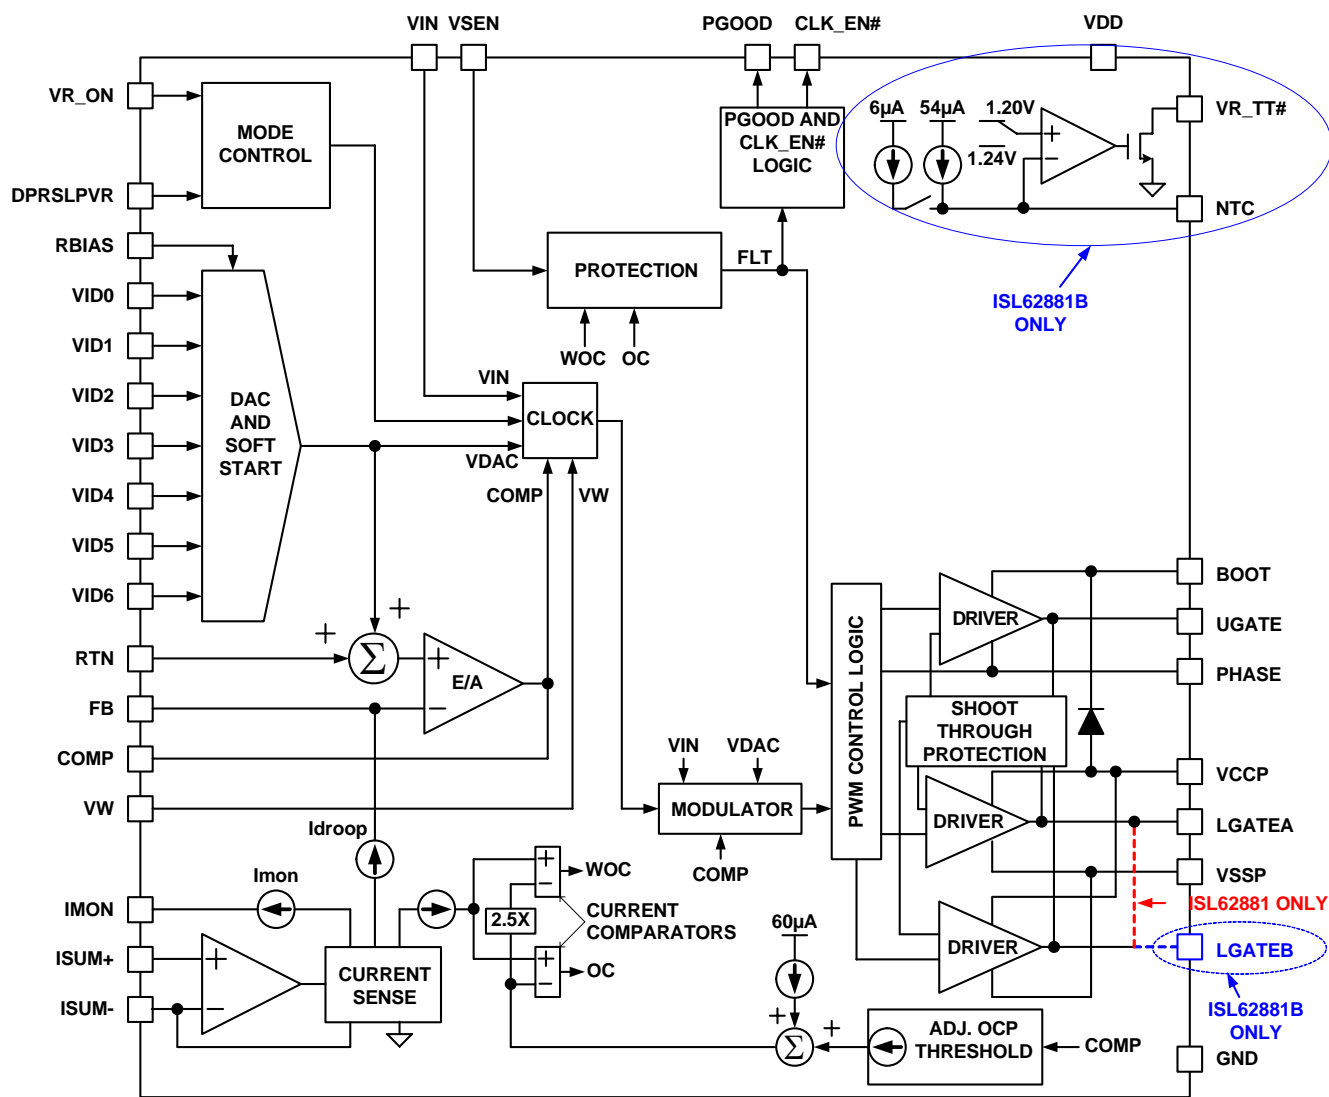 VIN VSEN PGOOD CLK_EN# VDD
VR_ON
MODE
CONTROL
DPRSLPVR
PGOOD AND
CLK_EN#
LOGIC
6µA 54µA 1.20V
1.24V
+
−
VR_TT#
NTC
ISL62881B
ONLY
RBIAS
VID0
VID1
VID2
VID3
VID4
VID5
VID6
DAC
AND
SOFT
START
PROTECTION
FLT
WOC OC
VIN
CLOCK
VDAC
COMP VW
+
+
Σ
+
E/A
−
RTN
FB
COMP
VW
Idroop
Imon
IMON
ISUM+
ISUM-
+
−
CURRENT
SENSE
+
−
WOC
2.5X
CURRENT
COMPARATORS
+
−
OC
VIN VDAC
MODULATOR
COMP
60µA
+
+
Σ
ADJ. OCP
THRESHOLD
COMP
PWM CONTROL LOGIC
DRIVER
SHOOT
THROUGH
PROTECTION
DRIVER
DRIVER
BOOT
UGATE
PHASE
VCCP
LGATEA
VSSP
ISL62881 ONLY
LGATEB
ISL62881B
ONLY
GND